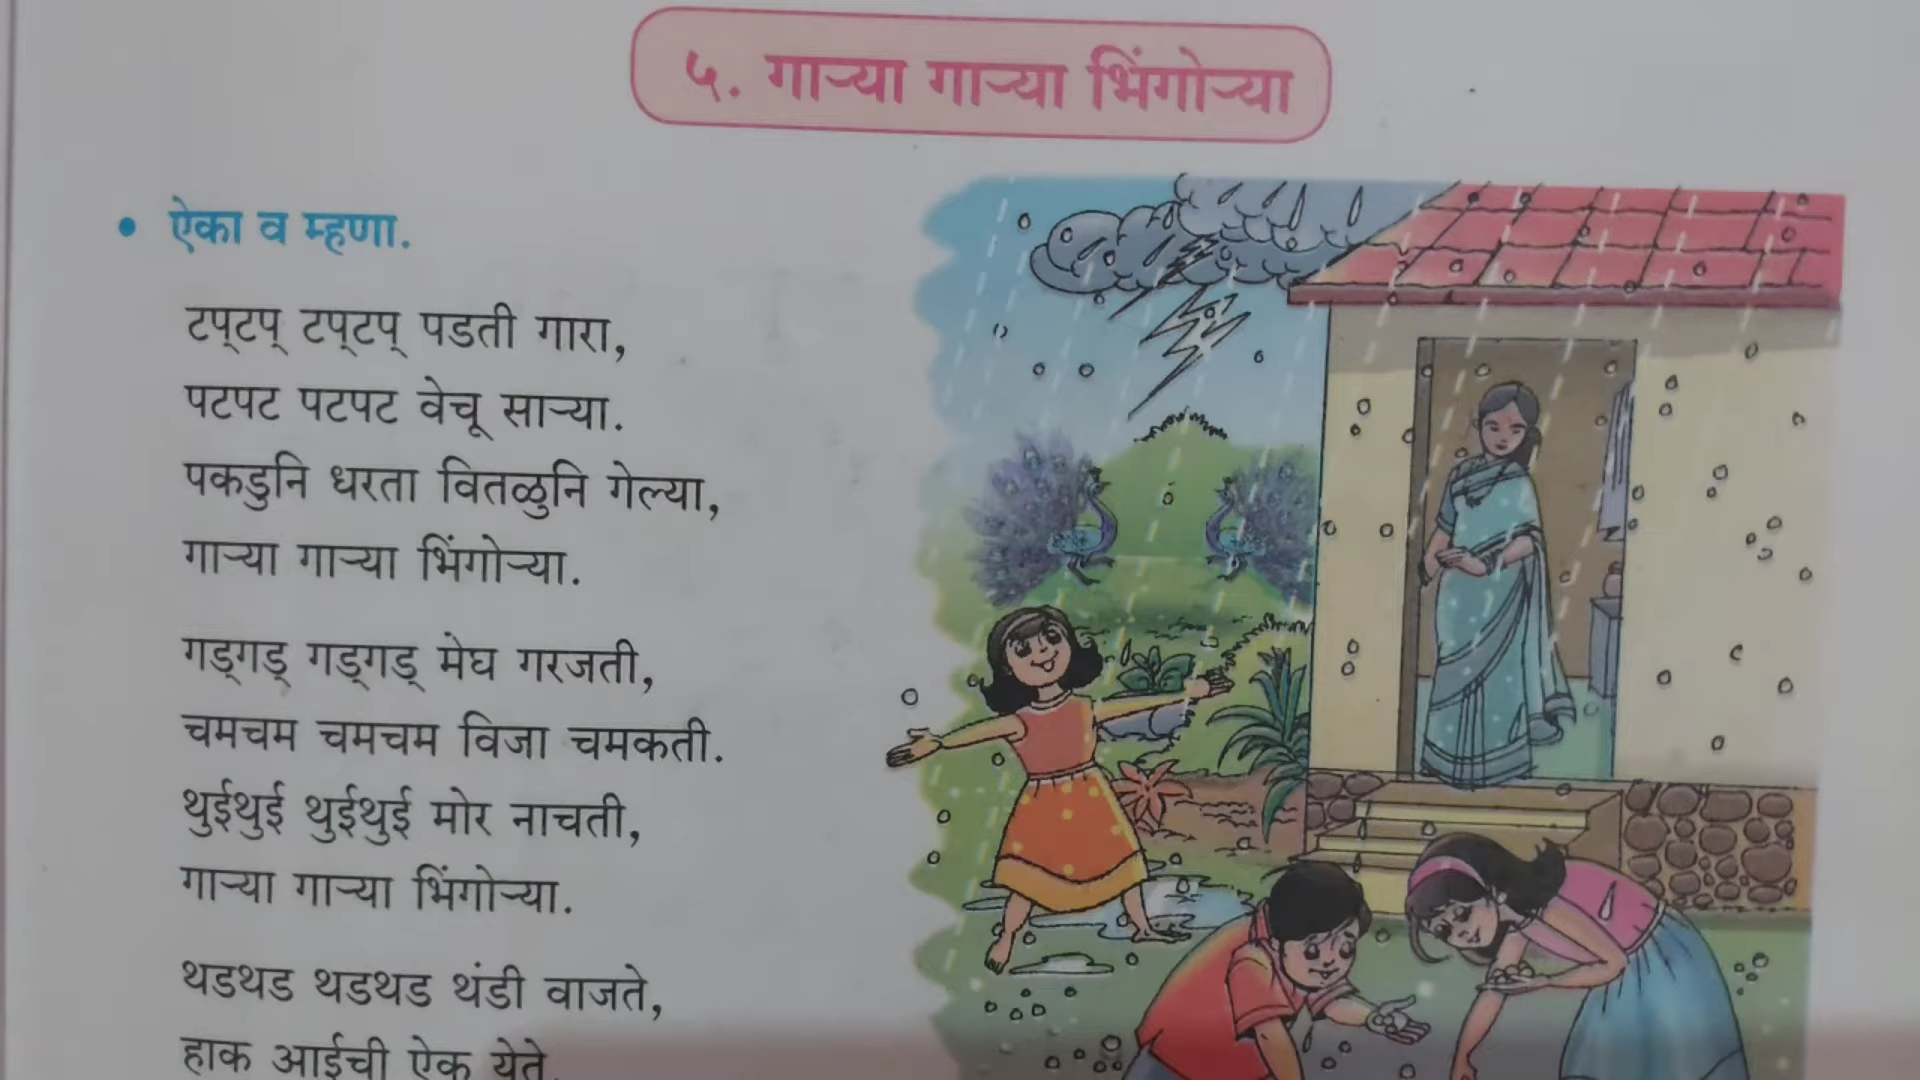 ५. गाऱ्या गाऱ्या भिंगोऱ्या
• ऐका व म्हणा.
टप्‌टप् टप्‌टप् पडती गारा,
पटपट पटपट वेचू साऱ्या.
पकडुनि धरता वितळुनि गेल्या,
गाऱ्या गाऱ्या भिंगोऱ्या.
गड्‌गड् गड्‌गड् मेघ गरजती,
चमचम चमचम विजा चमकती.
थुईथुई थुईथुई मोर नाचती,
गाऱ्या गाऱ्या भिंगोऱ्या.
थडथड थडथड थंडी वाजते,
हाक आईची ऐकू येते.